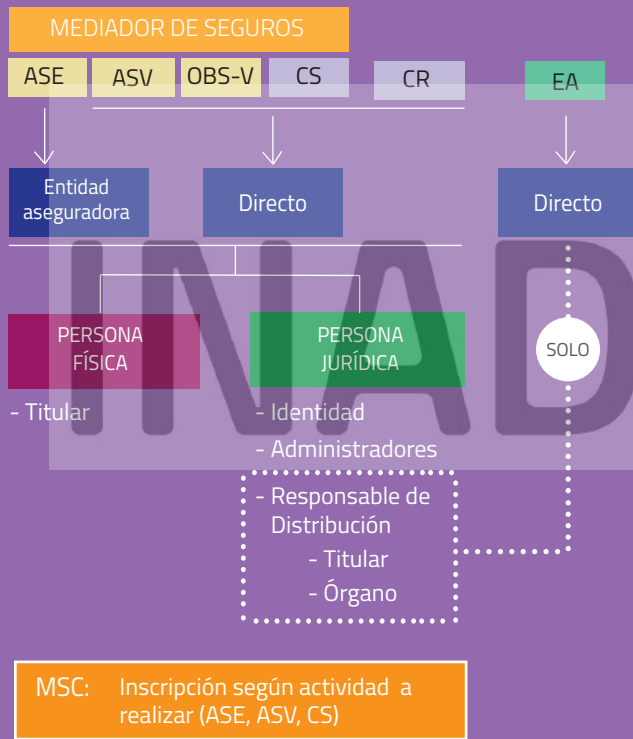 MEDIADOR DE SEGUROS
ASE ASV OBS-V CS CR EA
Entidad
aseguradora
Directo
Directo
INAD
PERSONA
FÍSICA
PERSONA
JURÍDICA
SOLO
- Titular
- Identidad
- Administradores
- Responsable de
Distribución
- Titular
- Órgano
MSC: Inscripción según actividad a
realizar (ASE, ASV, CS)